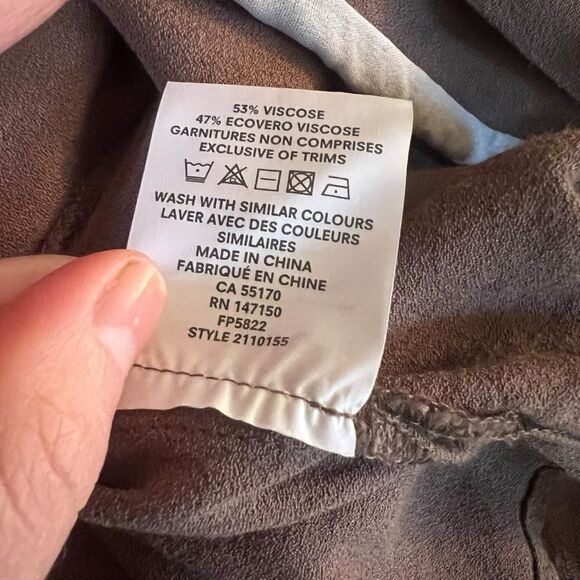 53% VISCOSE
47% ECOVERO VISCOSE
GARNITURES NON COMPRISES
EXCLUSIVE OF TRIMS
WASH WITH SIMILAR COLOURS
LAVER AVEC DES COULEURS
SIMILAIRES
MADE IN CHINA
FABRIQUÉ EN CHINE
CA 55170
RN 147150
FP5822
STYLE 2110155